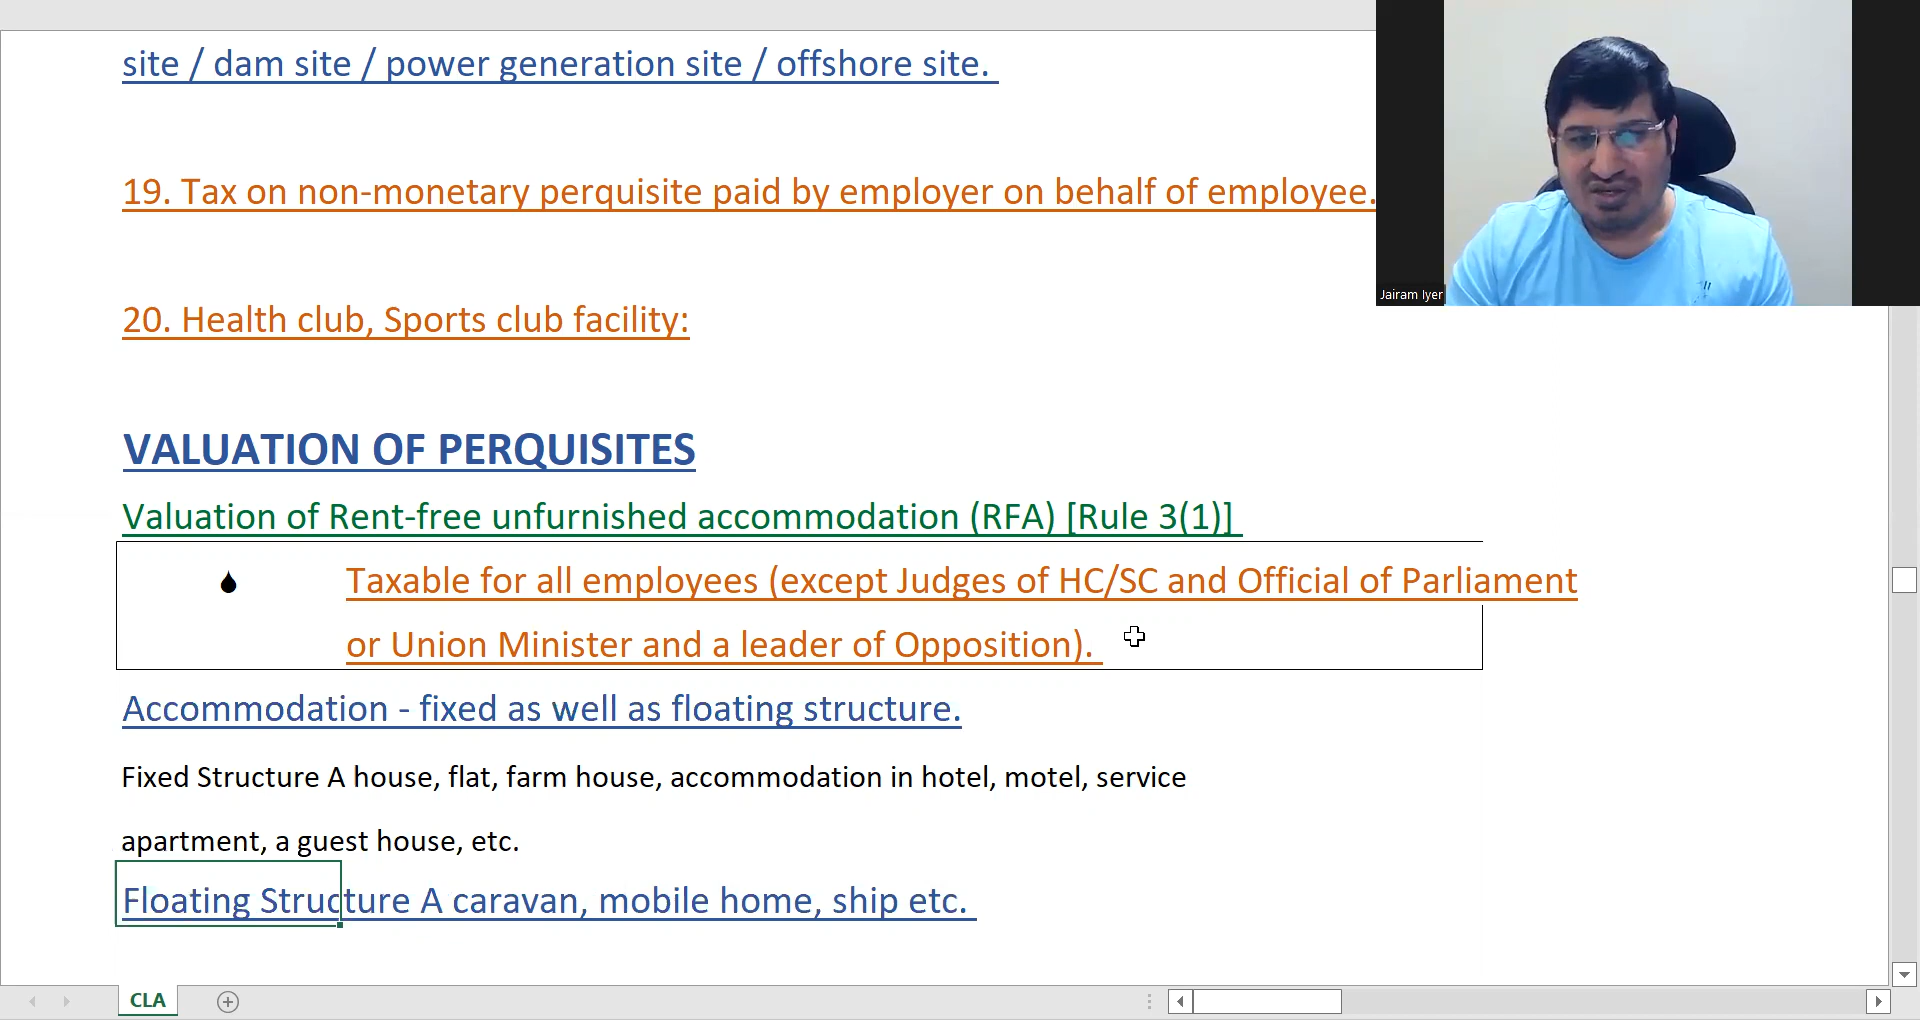 site / dam site / power generation site / offshore site.
19. Tax on non-monetary perquisite paid by employer on behalf of employee.
Jairam Iyer
20. Health club, Sports club facility:
VALUATION OF PERQUISITES
Valuation of Rent-free unfurnished accommodation (RFA) [Rule 3(1)]
Taxable for all employees (except Judges of HC/SC and Official of Parliament
or Union Minister and a leader of Opposition).
Accommodation - fixed as well as floating structure.
Fixed Structure A house, flat, farm house, accommodation in hotel, motel, service
apartment, a guest house, etc.
Floating Structure A caravan, mobile home, ship etc.
CLA